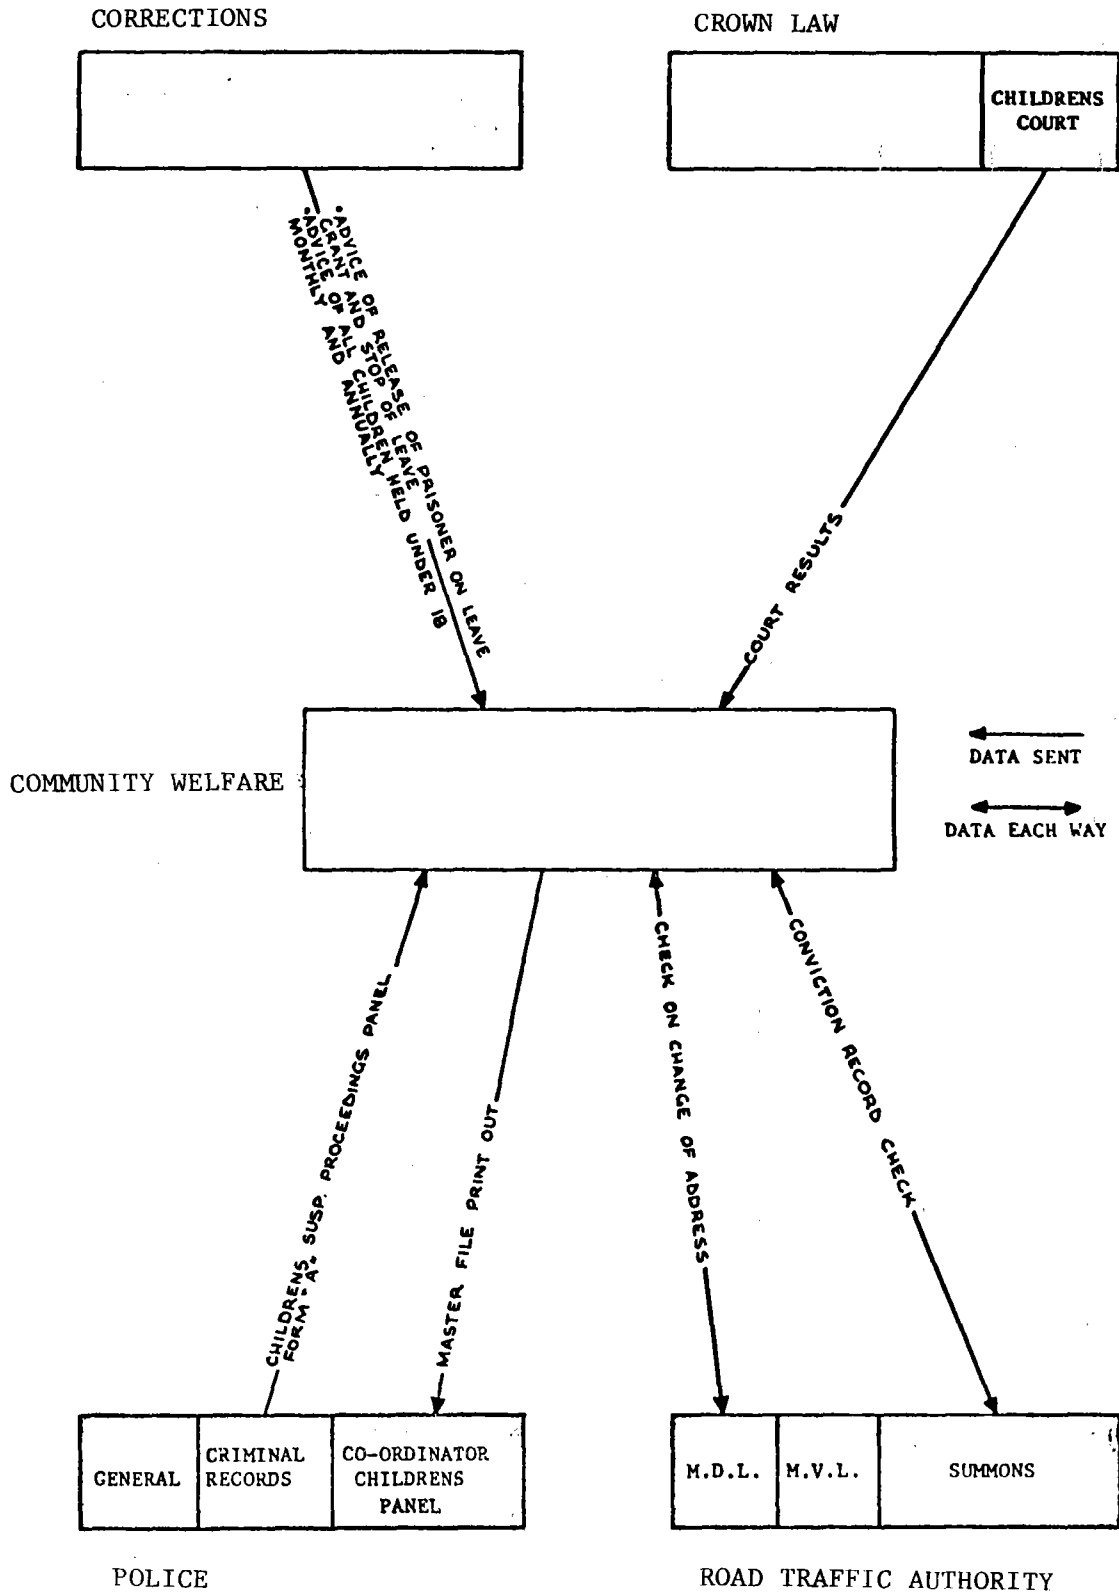 CORRECTIONS
CROWN LAW
CHILDRENS
COURT
•ADVICE OF RELEASE OF PRISONER ON LEAVE
GRANT AND STOP OF LEAVE
•ADVICE OF ALL CHILDREN HELD UNDER 18
MONTHLY AND ANNUALLY
COURT RESULTS
COMMUNITY WELFARE
DATA SENT
DATA EACH WAY
CHILDRENS SUSP. PROCEEDINGS PANEL
FORM "A"
MASTER FILE PRINT OUT
CHECK ON CHANGE OF ADDRESS
CONVICTION RECORD CHECK
GENERAL
CRIMINAL
RECORDS
CO-ORDINATOR
CHILDRENS
PANEL
M.D.L.
M.V.L.
SUMMONS
POLICE
ROAD TRAFFIC AUTHORITY